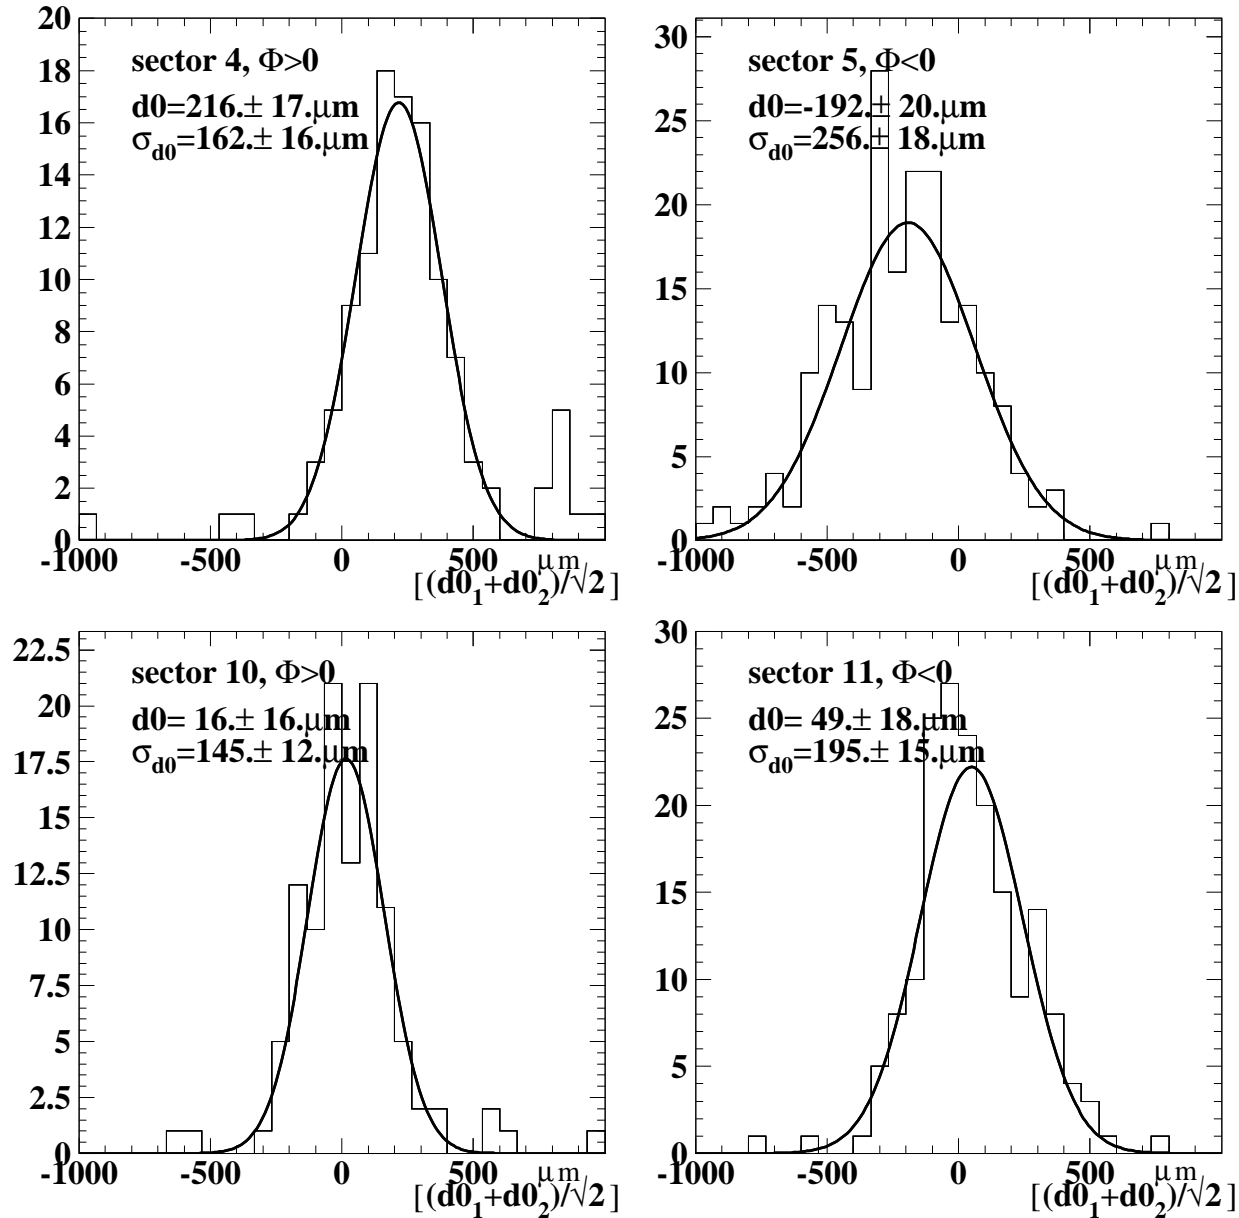 sector 4, Φ>0
d0=216.± 17.μm
σd0=162.± 16.μm
20
18
16
14
12
10
8
6
4
2
0
-1000 -500 0 500
μm
[(d01+d02)/√2]
sector 5, Φ<0
d0=-192.± 20.μm
σd0=256.± 18.μm
30
25
20
15
10
5
0
-1000 -500 0 500
μm
[(d01+d02)/√2]
sector 10, Φ>0
d0= 16.± 16.μm
σd0=145.± 12.μm
22.5
20
17.5
15
12.5
10
7.5
5
2.5
0
-1000 -500 0 500
μm
[(d01+d02)/√2]
sector 11, Φ<0
d0= 49.± 18.μm
σd0=195.± 15.μm
30
25
20
15
10
5
0
-1000 -500 0 500
μm
[(d01+d02)/√2]